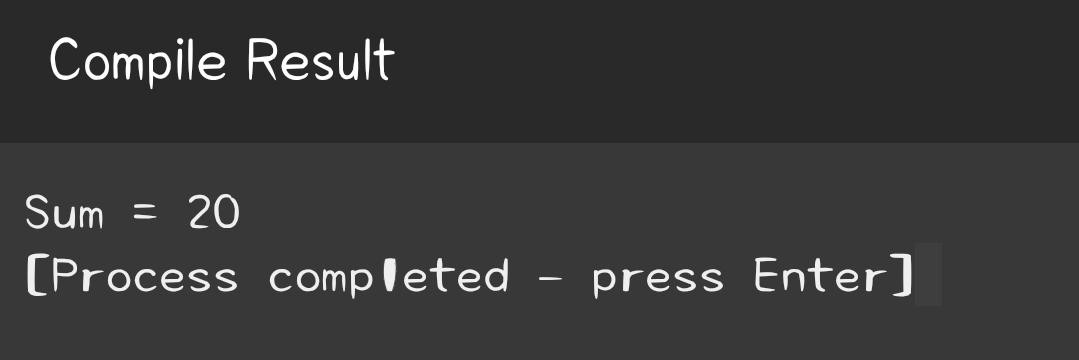 Compile Result
Sum = 20
[Process completed - press Enter]